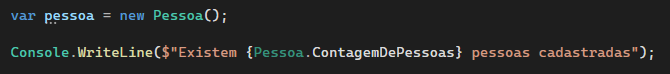 var pessoa = new Pessoa();
Console.WriteLine($"Existem {Pessoa.ContagemDePessoas} pessoas cadastradas");